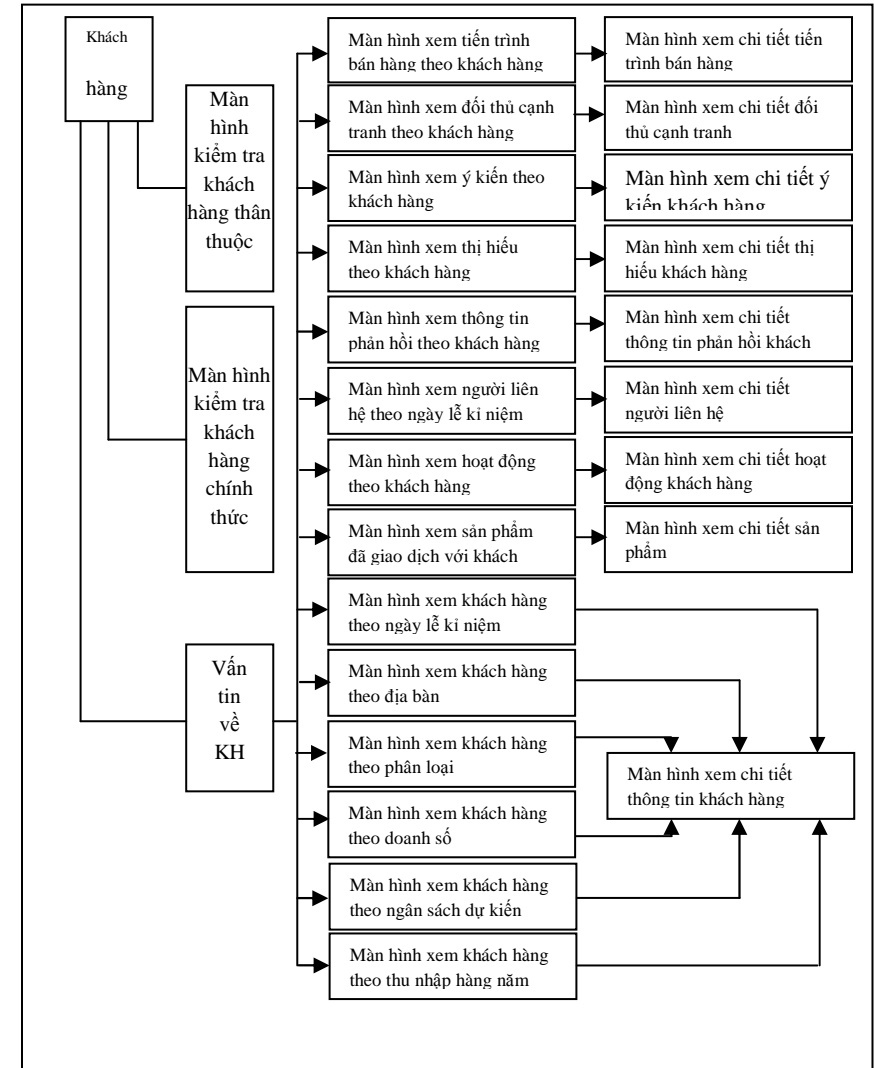 Khách
hàng
Màn
hình
kiểm tra
khách
hàng thân
thuộc
Màn hình
kiểm tra
khách
hàng
chính
thức
Vấn
tin
về
KH
Màn hình xem tiến trình
bán hàng theo khách hàng
Màn hình xem chi tiết tiến
trình bán hàng
Màn hình xem đối thủ cạnh
tranh theo khách hàng
Màn hình xem chi tiết đối
thủ cạnh tranh
Màn hình xem ý kiến theo
khách hàng
Màn hình xem chi tiết ý
kiến khách hàng
Màn hình xem thị hiếu
theo khách hàng
Màn hình xem chi tiết thị
hiếu khách hàng
Màn hình xem thông tin
phản hồi theo khách hàng
Màn hình xem chi tiết
thông tin phản hồi khách
Màn hình xem người liên
hệ theo ngày lễ kỉ niệm
Màn hình xem chi tiết
người liên hệ
Màn hình xem hoạt động
theo khách hàng
Màn hình xem chi tiết hoạt
động khách hàng
Màn hình xem sản phẩm
đã giao dịch với khách
Màn hình xem chi tiết sản
phẩm
Màn hình xem khách hàng
theo ngày lễ kỉ niệm
Màn hình xem khách hàng
theo địa bàn
Màn hình xem khách hàng
theo phân loại
Màn hình xem chi tiết
thông tin khách hàng
Màn hình xem khách hàng
theo doanh số
Màn hình xem khách hàng
theo ngân sách dự kiến
Màn hình xem khách hàng
theo thu nhập hàng năm